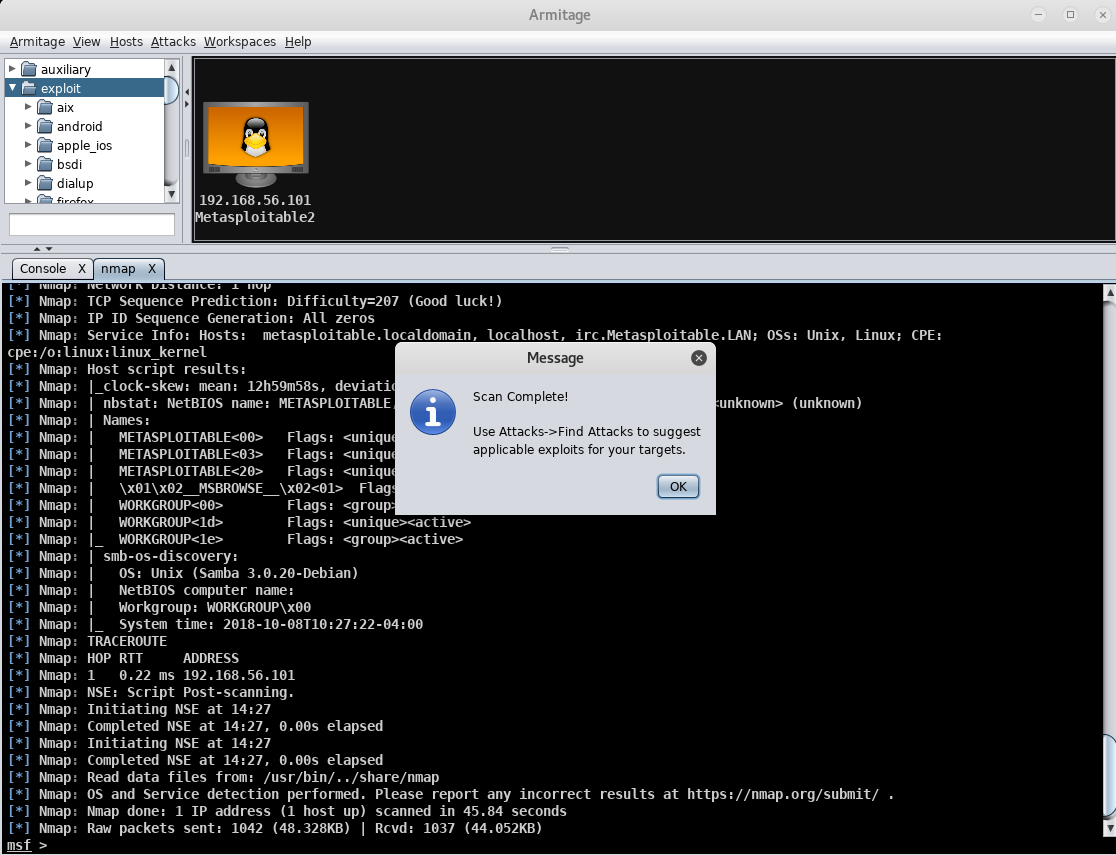 Armitage
Armitage View Hosts Attacks Workspaces Help
auxiliary
exploit
aix
android
apple_ios
bsdi
dialup
firefox
192.168.56.101
Metasploitable2
Console X nmap X
[*] Nmap: Network Distance: 1 hop
[*] Nmap: TCP Sequence Prediction: Difficulty=207 (Good luck!)
[*] Nmap: IP ID Sequence Generation: All zeros
[*] Nmap: Service Info: Hosts:  metasploitable.localdomain, localhost, irc.Metasploitable.LAN; OSs: Unix, Linux; CPE:
cpe:/o:linux:linux_kernel
[*] Nmap: Host script results:
[*] Nmap: |_clock-skew: mean: 12h59m58s, deviatio
[*] Nmap: | nbstat: NetBIOS name: METASPLOITABLE, <unknown> (unknown)
[*] Nmap: | Names:
[*] Nmap: |   METASPLOITABLE<00>   Flags: <unique
[*] Nmap: |   METASPLOITABLE<03>   Flags: <unique
[*] Nmap: |   METASPLOITABLE<20>   Flags: <unique
[*] Nmap: |   \x01\x02__MSBROWSE__\x02<01>  Flags
[*] Nmap: |   WORKGROUP<00>        Flags: <group>
[*] Nmap: |   WORKGROUP<1d>        Flags: <unique><active>
[*] Nmap: |_  WORKGROUP<1e>        Flags: <group><active>
[*] Nmap: | smb-os-discovery:
[*] Nmap: |   OS: Unix (Samba 3.0.20-Debian)
[*] Nmap: |   NetBIOS computer name:
[*] Nmap: |   Workgroup: WORKGROUP\x00
[*] Nmap: |_  System time: 2018-10-08T10:27:22-04:00
[*] Nmap: TRACEROUTE
[*] Nmap: HOP RTT     ADDRESS
[*] Nmap: 1   0.22 ms 192.168.56.101
[*] Nmap: NSE: Script Post-scanning.
[*] Nmap: Initiating NSE at 14:27
[*] Nmap: Completed NSE at 14:27, 0.00s elapsed
[*] Nmap: Initiating NSE at 14:27
[*] Nmap: Completed NSE at 14:27, 0.00s elapsed
[*] Nmap: Read data files from: /usr/bin/../share/nmap
[*] Nmap: OS and Service detection performed. Please report any incorrect results at https://nmap.org/submit/ .
[*] Nmap: Nmap done: 1 IP address (1 host up) scanned in 45.84 seconds
[*] Nmap: Raw packets sent: 1042 (48.328KB) | Rcvd: 1037 (44.052KB)
msf >
Message
Scan Complete!
Use Attacks->Find Attacks to suggest
applicable exploits for your targets.
OK